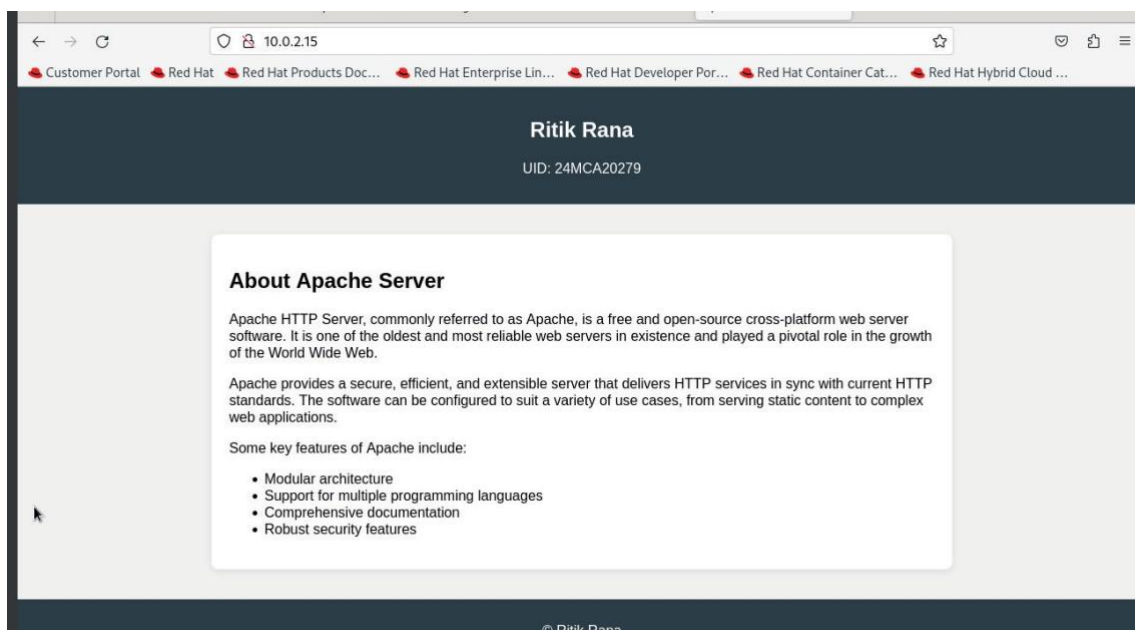 10.0.2.15
Customer Portal Red Hat Red Hat Products Doc... Red Hat Enterprise Lin... Red Hat Developer Por... Red Hat Container Cat... Red Hat Hybrid Cloud ...
Ritik Rana
UID: 24MCA20279
About Apache Server
Apache HTTP Server, commonly referred to as Apache, is a free and open-source cross-platform web server
software. It is one of the oldest and most reliable web servers in existence and played a pivotal role in the growth
of the World Wide Web.
Apache provides a secure, efficient, and extensible server that delivers HTTP services in sync with current HTTP
standards. The software can be configured to suit a variety of use cases, from serving static content to complex
web applications.
Some key features of Apache include:
• Modular architecture
• Support for multiple programming languages
• Comprehensive documentation
• Robust security features
© Ritik Rana